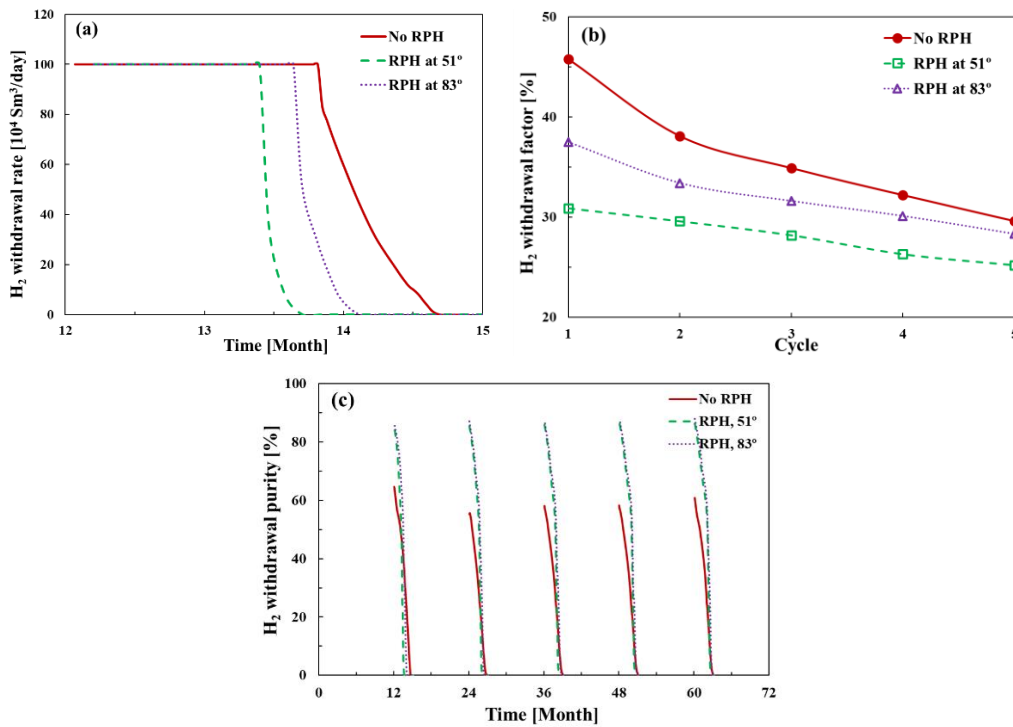 (a)
No RPH
RPH at 51º
RPH at 83º
120
100
80
60
40
20
0
12
13
14
15
H₂ withdrawal rate [10⁴ Sm³/day]
Time [Month]
(b)
No RPH
RPH at 51º
RPH at 83º
50
40
30
20
1
2
3
4
5
H₂ withdrawal factor [%]
Cycle
(c)
No RPH
RPH, 51º
RPH, 83º
100
80
60
40
20
0
0
12
24
36
48
60
72
H₂ withdrawal purity [%]
Time [Month]